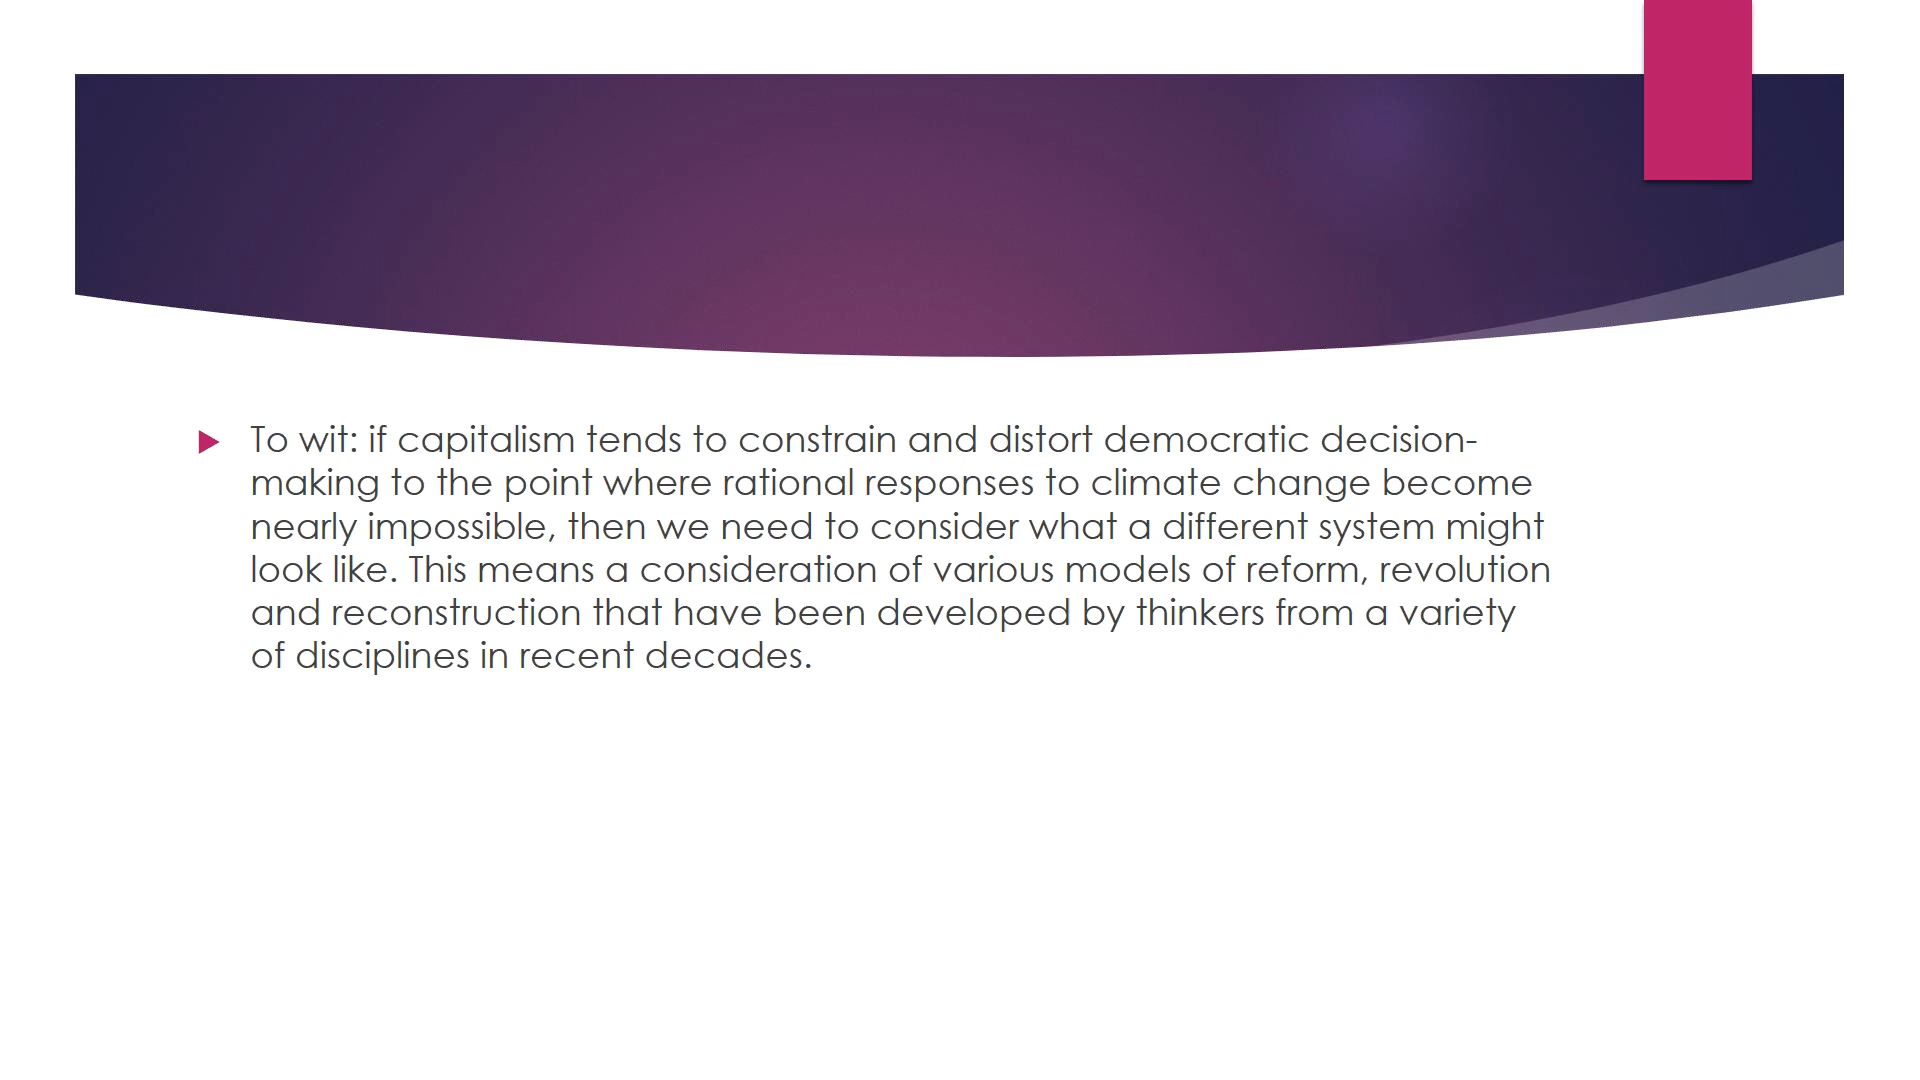 To wit: if capitalism tends to constrain and distort democratic decision-
making to the point where rational responses to climate change become
nearly impossible, then we need to consider what a different system might
look like. This means a consideration of various models of reform, revolution
and reconstruction that have been developed by thinkers from a variety
of disciplines in recent decades.